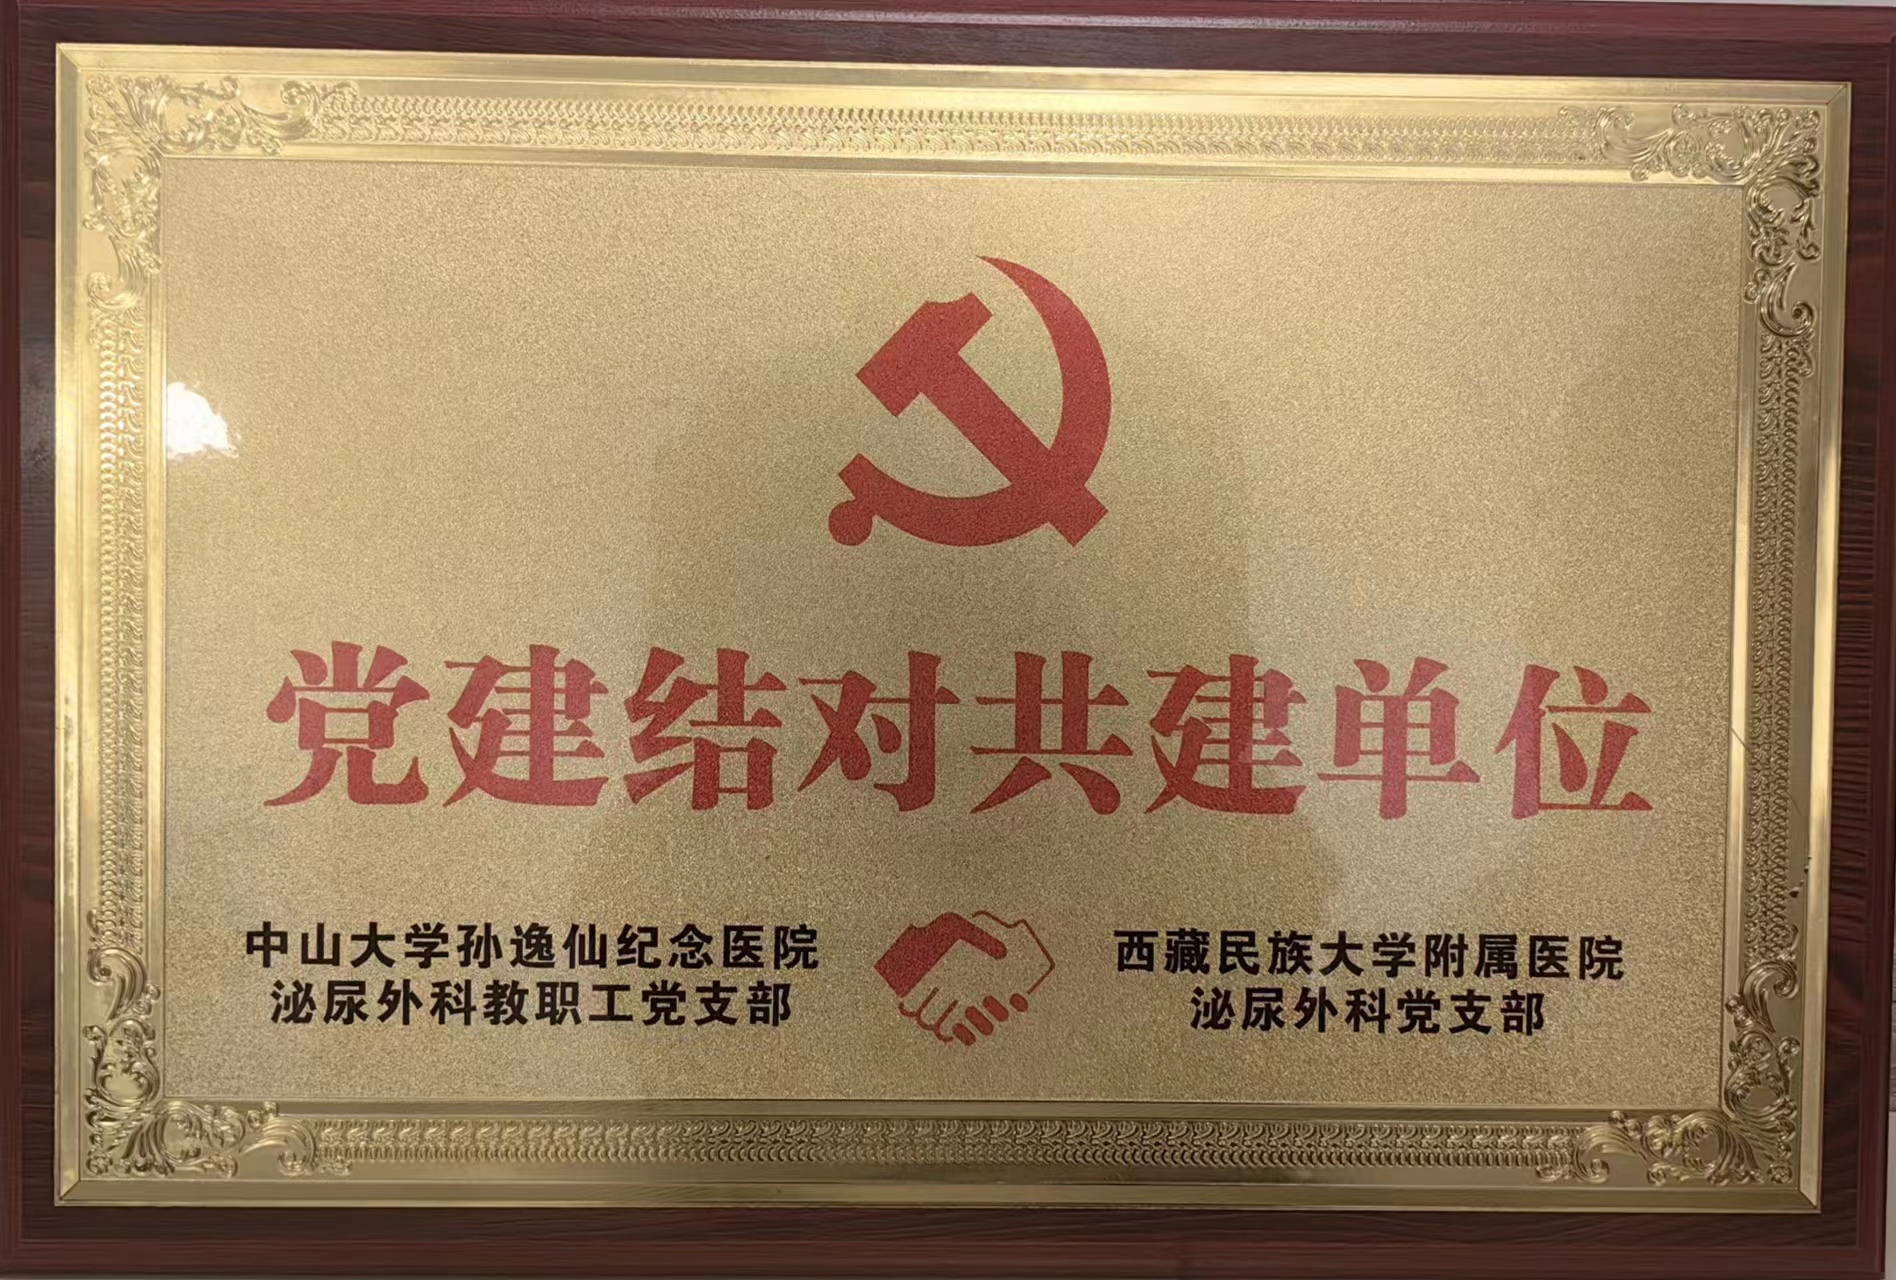 党建结对共建单位
中山大学孙逸仙纪念医院
泌尿外科教职工党支部
西藏民族大学附属医院
泌尿外科党支部